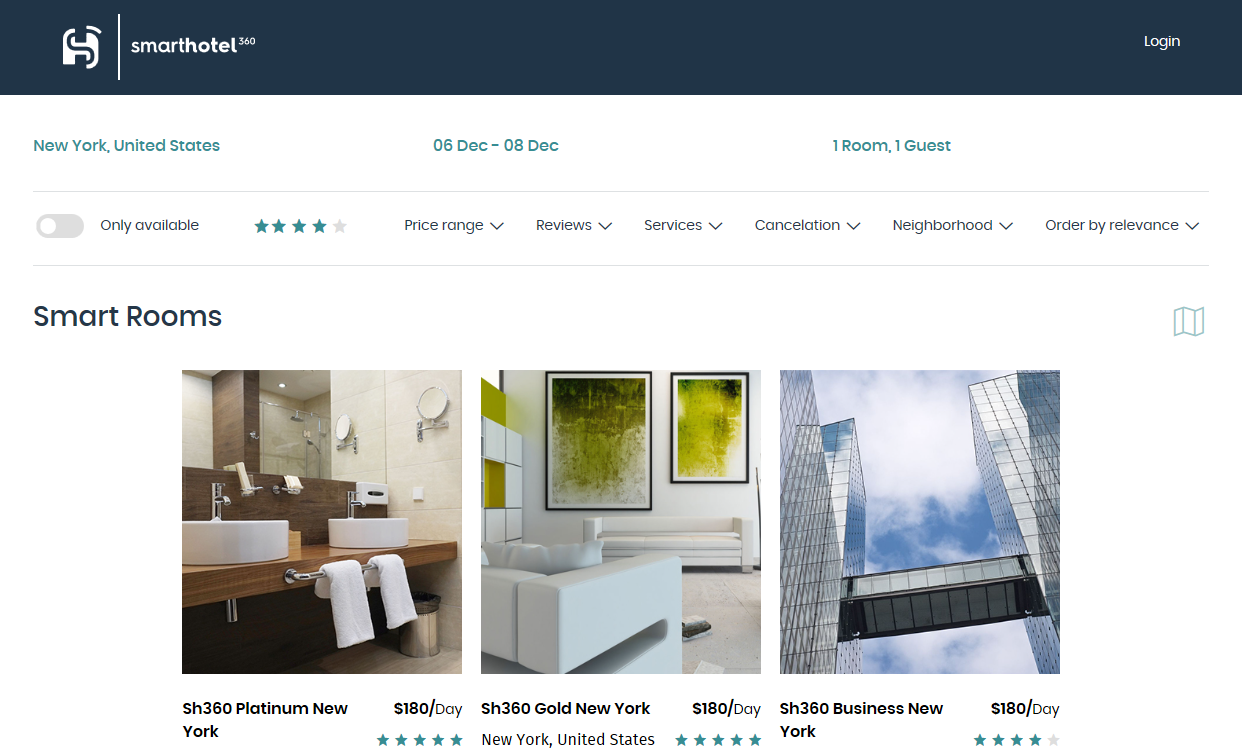 smarthotel360
Login
New York, United States
06 Dec - 08 Dec
1 Room, 1 Guest
Only available
Price range
Reviews
Services
Cancelation
Neighborhood
Order by relevance
Smart Rooms
Sh360 Platinum New
York
$180/Day
Sh360 Gold New York
$180/Day
New York, United States
Sh360 Business New
York
$180/Day